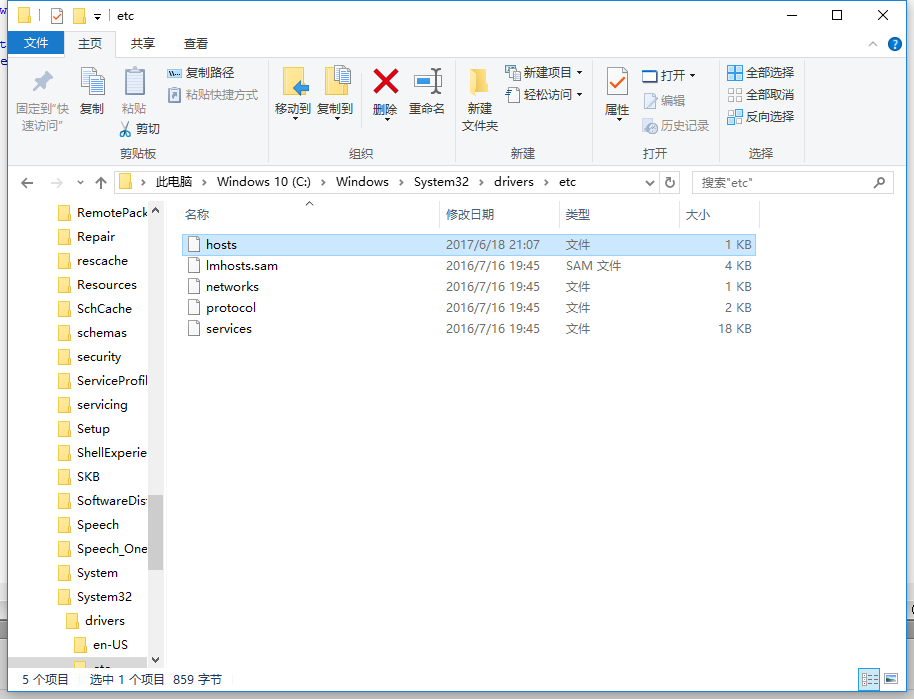 etc
文件 主页 共享 查看
固定到“快速访问”
复制
粘贴
复制路径
粘贴快捷方式
剪切
剪贴板
移动到 复制到 删除 重命名
组织
新建文件夹
新建项目
轻松访问
新建
属性
打开
编辑
历史记录
打开
全部选择
全部取消
反向选择
选择
此电脑 › Windows 10 (C:) › Windows › System32 › drivers › etc
搜索"etc"
名称 修改日期 类型 大小
hosts 2017/6/18 21:07 文件 1 KB
lmhosts.sam 2016/7/16 19:45 SAM 文件 4 KB
networks 2016/7/16 19:45 文件 1 KB
protocol 2016/7/16 19:45 文件 2 KB
services 2016/7/16 19:45 文件 18 KB
RemotePack
Repair
rescache
Resources
SchCache
schemas
security
ServiceProfil
servicing
Setup
ShellExperie
SKB
SoftwareDis
Speech
Speech_One
System
System32
drivers
en-US
etc
5 个项目 选中 1 个项目 859 字节